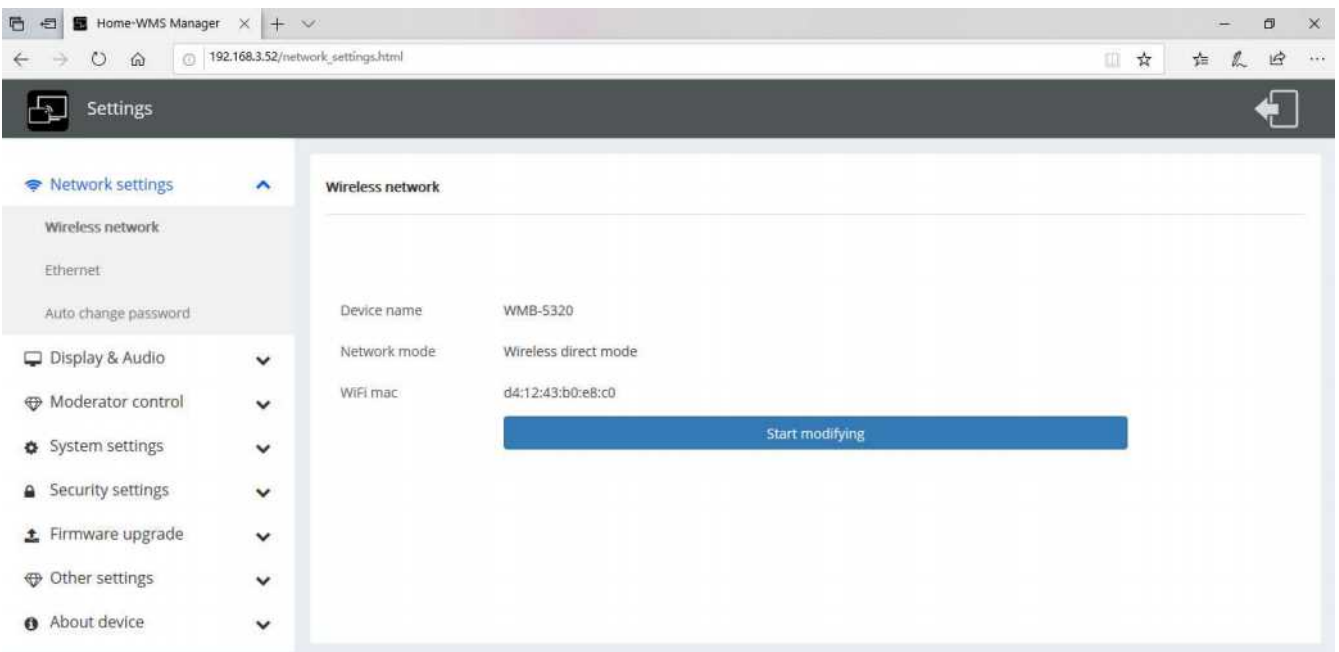 Home-WMS Manager
192.168.3.52/network_settings.html
Settings
Network settings
Wireless network
Ethernet
Auto change password
Display & Audio
Moderator control
System settings
Security settings
Firmware upgrade
Other settings
About device
Wireless network
Device name WMB-5320
Network mode Wireless direct mode
WiFi mac d4:12:43:b0:e8:c0
Start modifying